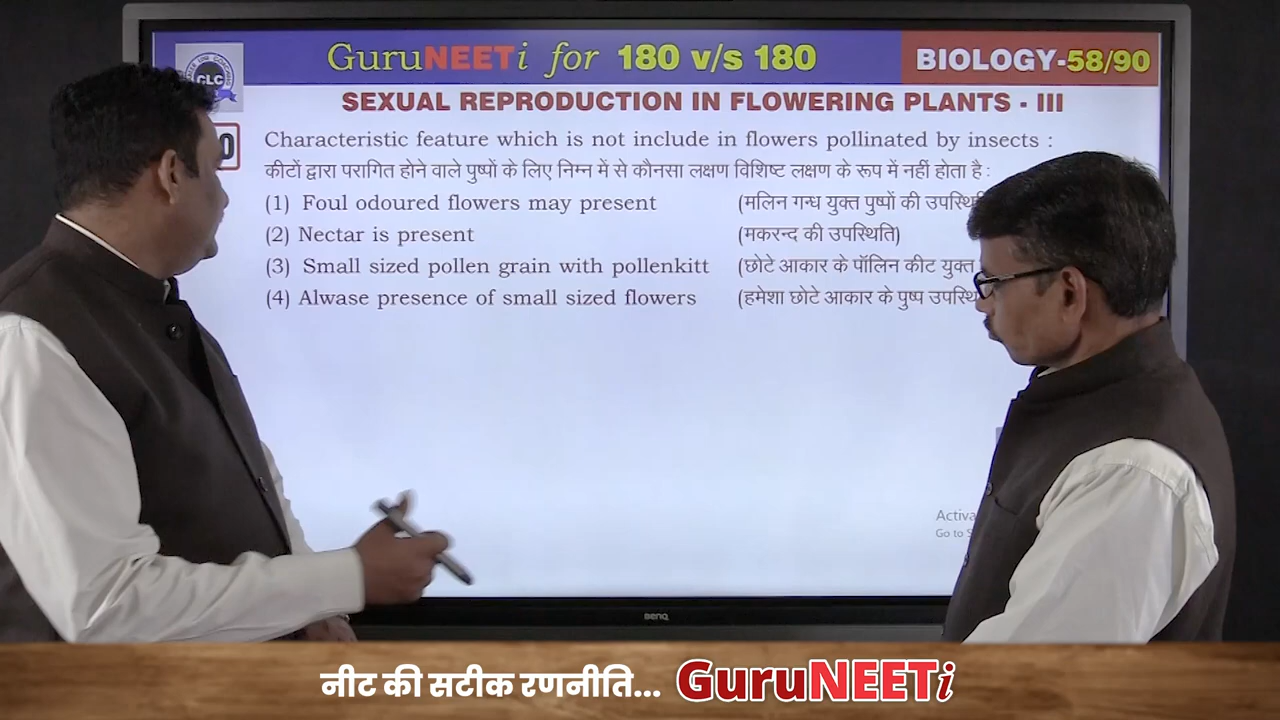 CLC
GuruNEETi for 180 v/s 180
BIOLOGY-58/90
SEXUAL REPRODUCTION IN FLOWERING PLANTS - III
Characteristic feature which is not include in flowers pollinated by insects :
कीटों द्वारा परागित होने वाले पुष्पों के लिए निम्न में से कौनसा लक्षण विशिष्ट लक्षण के रूप में नहीं होता है :
(1) Foul odoured flowers may present (मलिन गन्ध युक्त पुष्पों की
(2) Nectar is present (मकरन्द की उपस्थिति)
(3) Small sized pollen grain with pollenkitt (छोटे आकार के पॉलिन कीट युक्त
(4) Alwase presence of small sized flowers (हमेशा छोटे आकार के पुष्प
Go to
BenQ
नीट की सटीक रणनीति... GuruNEETi